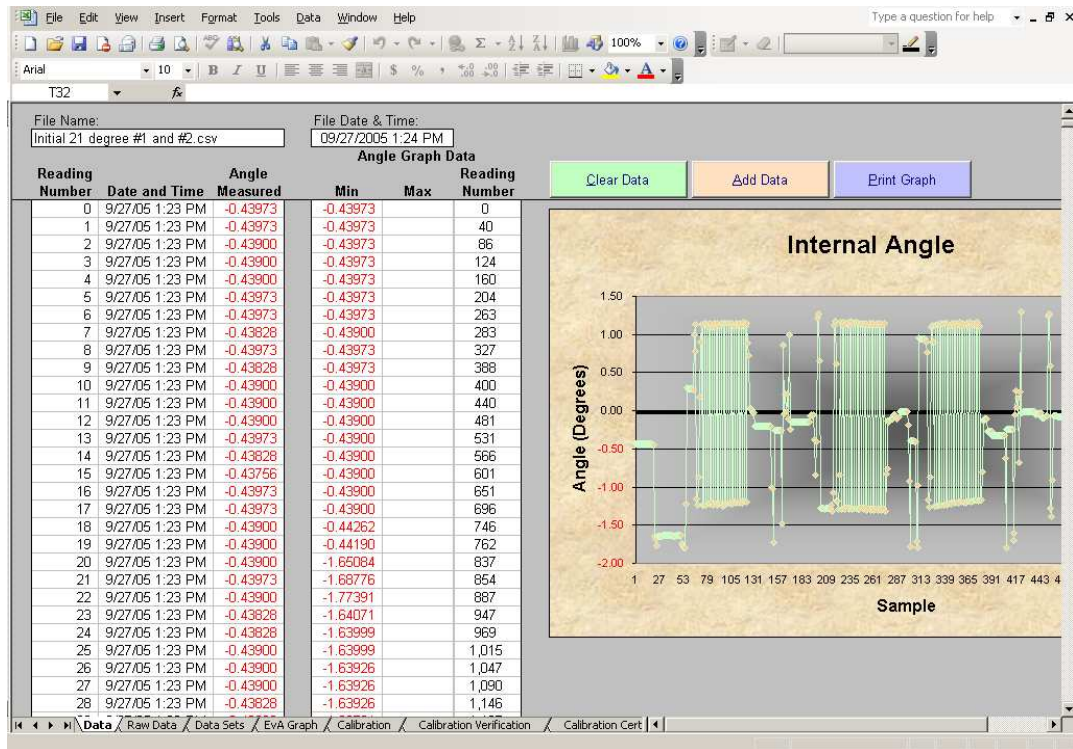 File Edit View Insert Format Tools Data Window Help Type a question for help
100%
Arial 10 B I U $ % ,
T32 fx
File Name: File Date & Time:
Initial 21 degree #1 and #2.csv 09/27/2005 1:24 PM
Angle Graph Data
Reading Angle Reading
Number Date and Time Measured Min Max Number
Clear Data Add Data Print Graph
0 9/27/05 1:23 PM -0.43973 -0.43973 0
1 9/27/05 1:23 PM -0.43973 -0.43973 40
2 9/27/05 1:23 PM -0.43900 -0.43973 86
3 9/27/05 1:23 PM -0.43900 -0.43973 124
4 9/27/05 1:23 PM -0.43900 -0.43973 160
5 9/27/05 1:23 PM -0.43973 -0.43973 204
6 9/27/05 1:23 PM -0.43973 -0.43973 263
7 9/27/05 1:23 PM -0.43828 -0.43900 283
8 9/27/05 1:23 PM -0.43973 -0.43973 327
9 9/27/05 1:23 PM -0.43828 -0.43973 388
10 9/27/05 1:23 PM -0.43900 -0.43900 400
11 9/27/05 1:23 PM -0.43900 -0.43900 440
12 9/27/05 1:23 PM -0.43900 -0.43900 481
13 9/27/05 1:23 PM -0.43973 -0.43900 531
14 9/27/05 1:23 PM -0.43828 -0.43900 566
15 9/27/05 1:23 PM -0.43756 -0.43900 601
16 9/27/05 1:23 PM -0.43973 -0.43900 651
17 9/27/05 1:23 PM -0.43973 -0.43900 696
18 9/27/05 1:23 PM -0.43900 -0.44262 746
19 9/27/05 1:23 PM -0.43900 -0.44190 762
20 9/27/05 1:23 PM -0.43900 -1.65084 837
21 9/27/05 1:23 PM -0.43973 -1.68776 854
22 9/27/05 1:23 PM -0.43900 -1.77391 887
23 9/27/05 1:23 PM -0.43828 -1.64071 947
24 9/27/05 1:23 PM -0.43828 -1.63999 969
25 9/27/05 1:23 PM -0.43900 -1.63999 1,015
26 9/27/05 1:23 PM -0.43900 -1.63926 1,047
27 9/27/05 1:23 PM -0.43900 -1.63926 1,090
28 9/27/05 1:23 PM -0.43828 -1.63926 1,146
Internal Angle
Angle (Degrees)
1.50
1.00
0.50
0.00
-0.50
-1.00
-1.50
-2.00
1 27 53 79 105 131 157 183 209 235 261 287 313 339 365 391 417 443 4
Sample
Data Raw Data Data Sets EvA Graph Calibration Calibration Verification Calibration Cert